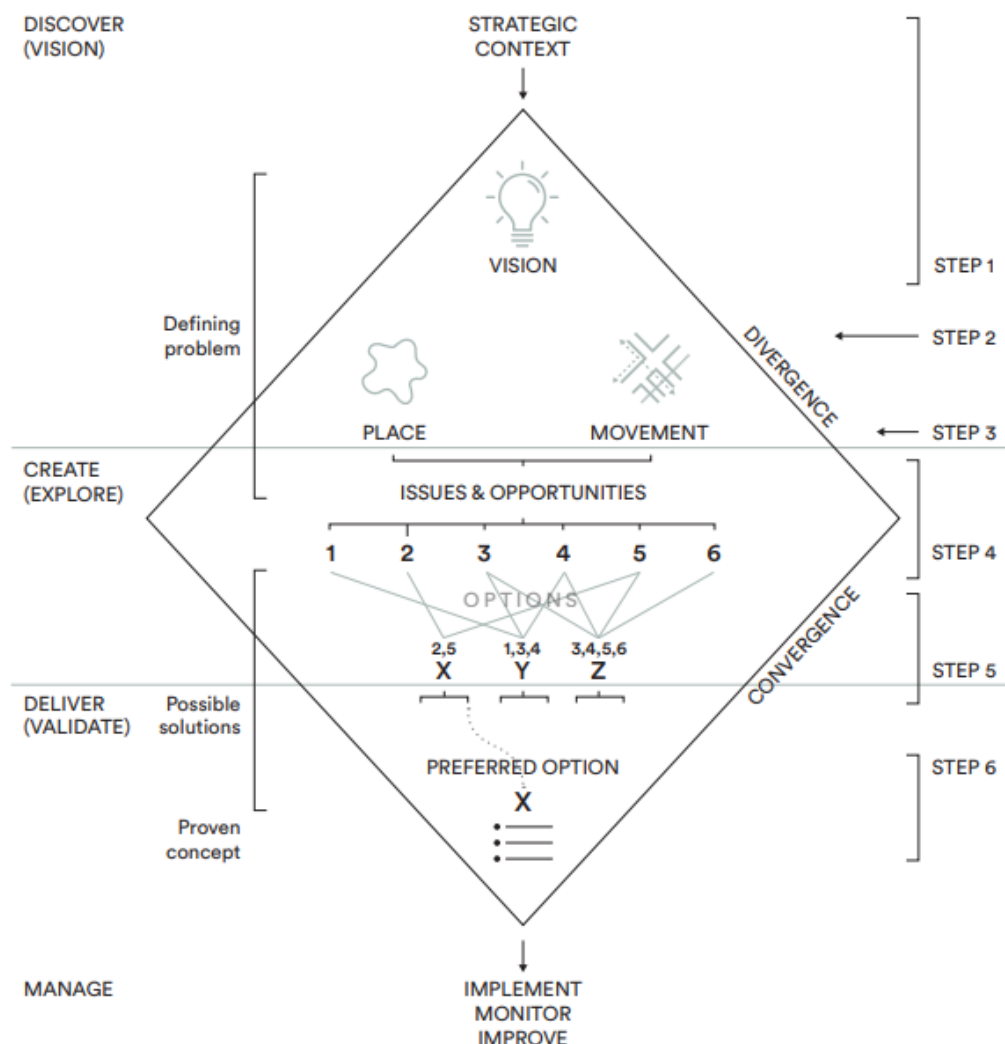 DISCOVER
(VISION)
STRATEGIC
CONTEXT
VISION
STEP 1
Defining
problem
STEP 2
DIVERGENCE
PLACE
MOVEMENT
STEP 3
CREATE
(EXPLORE)
ISSUES & OPPORTUNITIES
1 2 3 4 5 6
STEP 4
OPTIONS
2,5 1,3,4 3,4,5,6
X Y Z
CONVERGENCE
STEP 5
DELIVER
(VALIDATE)
Possible
solutions
PREFERRED OPTION
X
STEP 6
Proven
concept
MANAGE
IMPLEMENT
MONITOR
IMPROVE